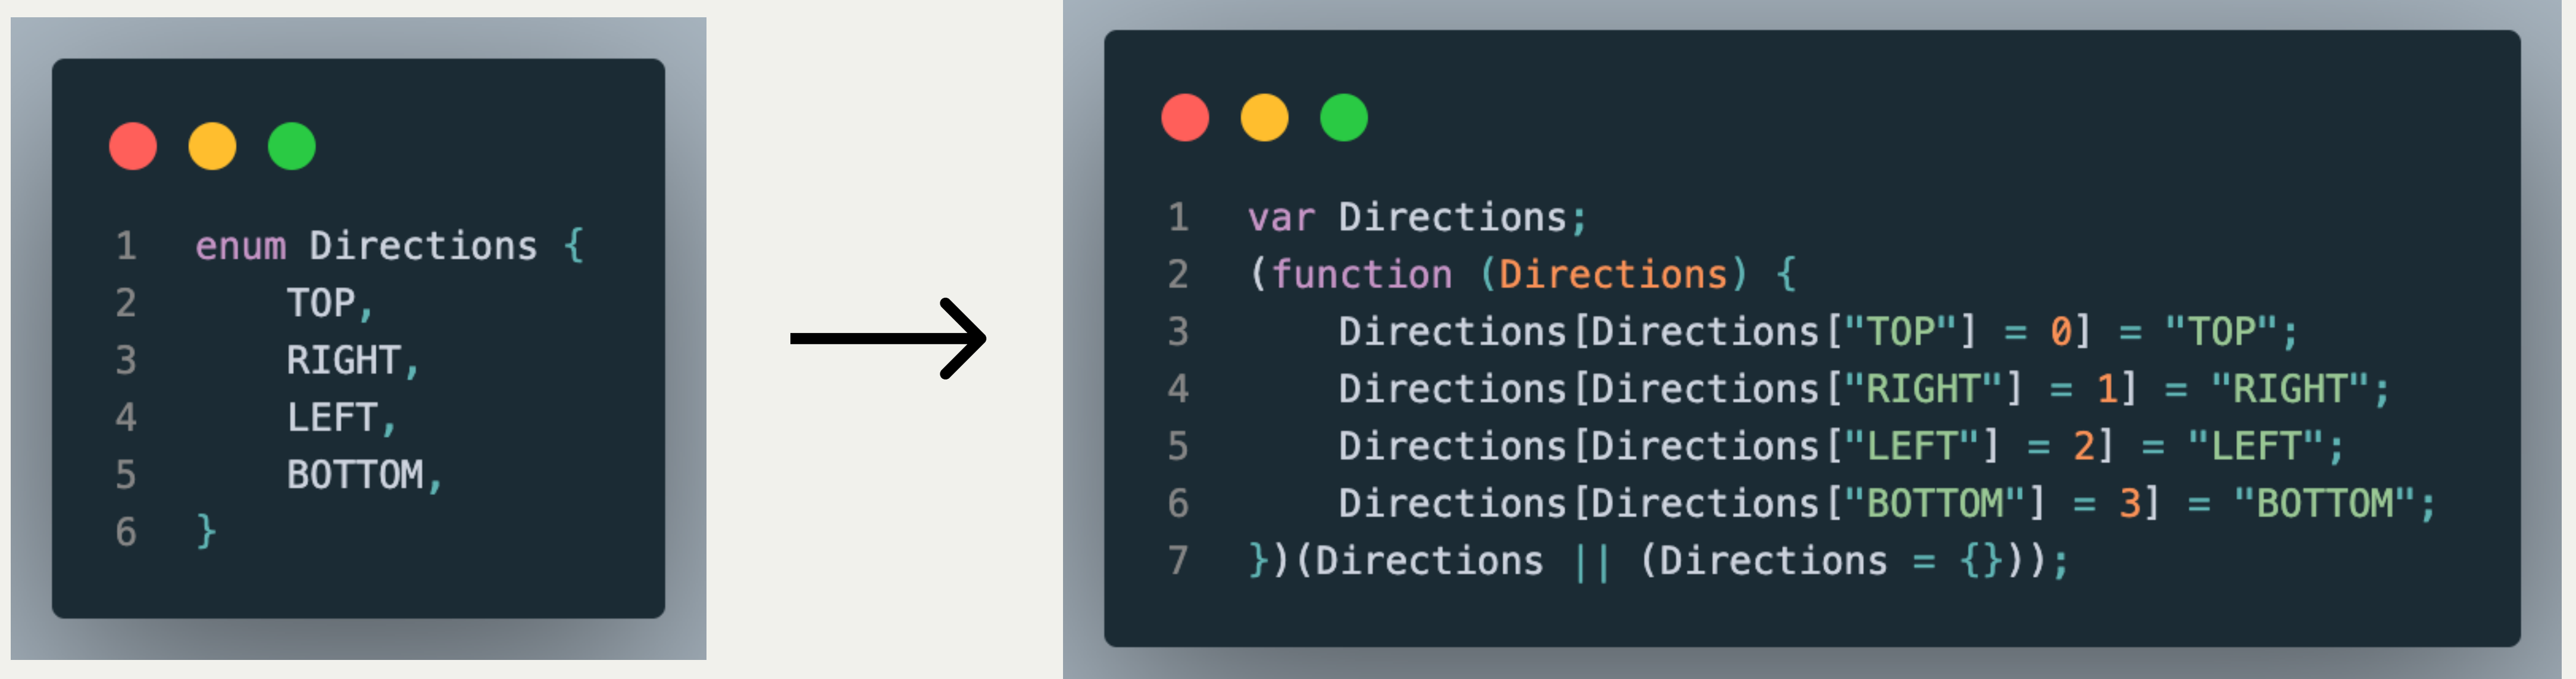 1 enum Directions {
2     TOP,
3     RIGHT,
4     LEFT,
5     BOTTOM,
6 }
1 var Directions;
2 (function (Directions) {
3     Directions[Directions["TOP"] = 0] = "TOP";
4     Directions[Directions["RIGHT"] = 1] = "RIGHT";
5     Directions[Directions["LEFT"] = 2] = "LEFT";
6     Directions[Directions["BOTTOM"] = 3] = "BOTTOM";
7 })(Directions || (Directions = {}));